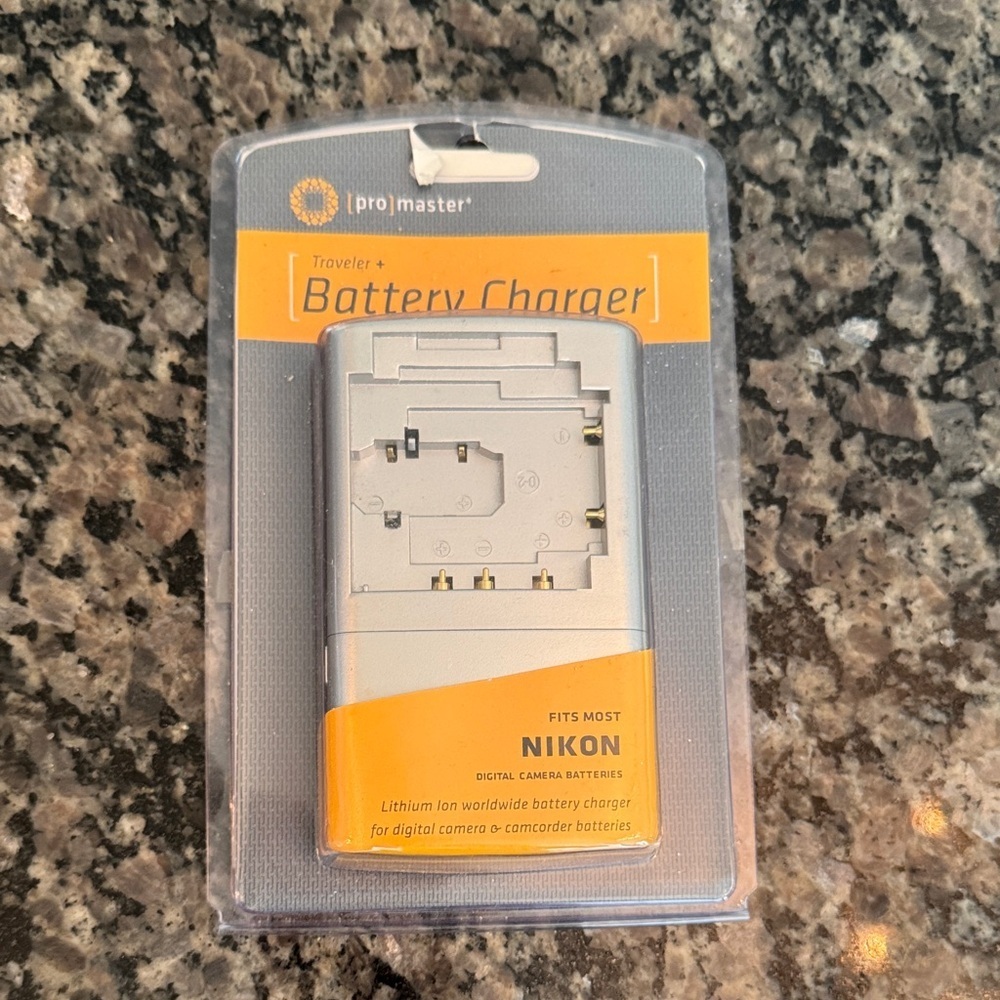 [pro]master
Traveler +
Battery Charger
D-2
FITS MOST
NIKON
DIGITAL CAMERA BATTERIES
Lithium Ion worldwide battery charger
for digital camera & camcorder batteries